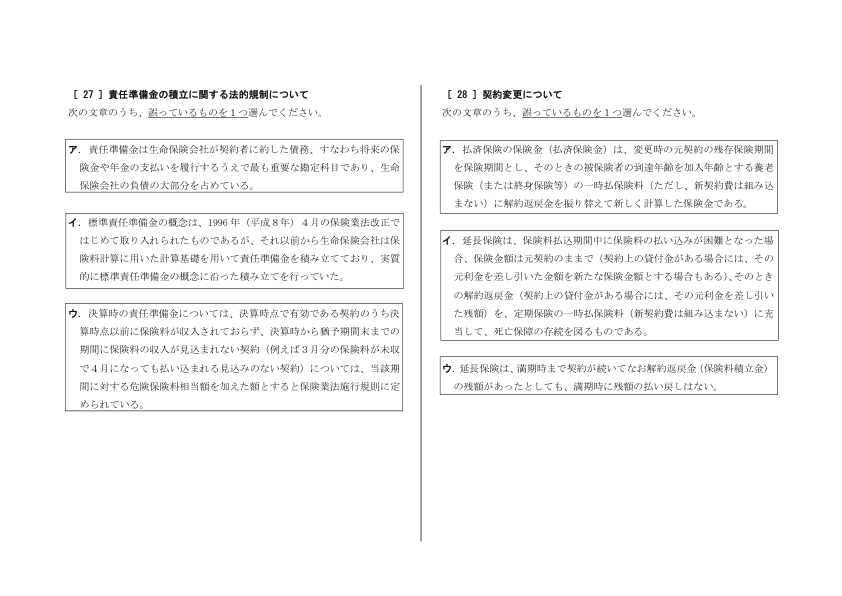 ［ 27 ］責任準備金の積立に関する法的規制について
次の文章のうち、誤っているものを１つ選んでください。
ア．責任準備金は生命保険会社が契約者に約した債務、すなわち将来の保
険金や年金の支払いを履行するうえで最も重要な勘定科目であり、生命
保険会社の負債の大部分を占めている。
イ．標準責任準備金の概念は、1996 年（平成８年）４月の保険業法改正で
はじめて取り入れられたものであるが、それ以前から生命保険会社は保
険料計算に用いた計算基礎を用いて責任準備金を積み立てており、実質
的に標準責任準備金の概念に沿った積み立てを行っていた。
ウ．決算時の責任準備金については、決算時点で有効である契約のうち決
算時点以前に保険料が収入されておらず、決算時から猶予期間末までの
期間に保険料の収入が見込まれない契約（例えば３月分の保険料が未収
で４月になっても払い込まれる見込みのない契約）については、当該期
間に対する危険保険料相当額を加えた額とすると保険業法施行規則に定
められている。
［ 28 ］契約変更について
次の文章のうち、誤っているものを１つ選んでください。
ア．払済保険の保険金（払済保険金）は、変更時の元契約の残存保険期間
を保険期間とし、そのときの被保険者の到達年齢を加入年齢とする養老
保険（または終身保険等）の一時払保険料（ただし、新契約費は組み込
まない）に解約返戻金を振り替えて新しく計算した保険金である。
イ．延長保険は、保険料払込期間中に保険料の払い込みが困難となった場
合、保険金額は元契約のままで（契約上の貸付金がある場合には、その
元利金を差し引いた金額を新たな保険金額とする場合もある）、そのとき
の解約返戻金（契約上の貸付金がある場合には、その元利金を差し引い
た残額）を、定期保険の一時払保険料（新契約費は組み込まない）に充
当して、死亡保障の存続を図るものである。
ウ．延長保険は、満期時まで契約が続いてなお解約返戻金（保険料積立金）
の残額があったとしても、満期時に残額の払い戻しはない。